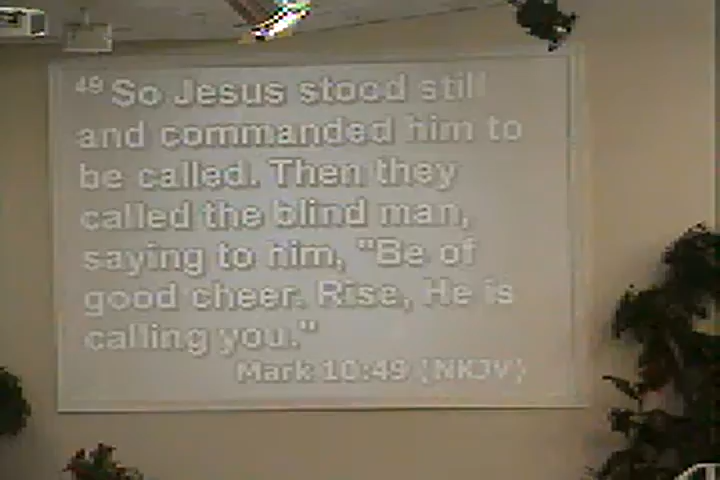 49 So Jesus stood still
and commanded him to
be called. Then they
called the blind man,
saying to him, "Be of
good cheer. Rise, He is
calling you."
Mark 10:49 (NKJV)